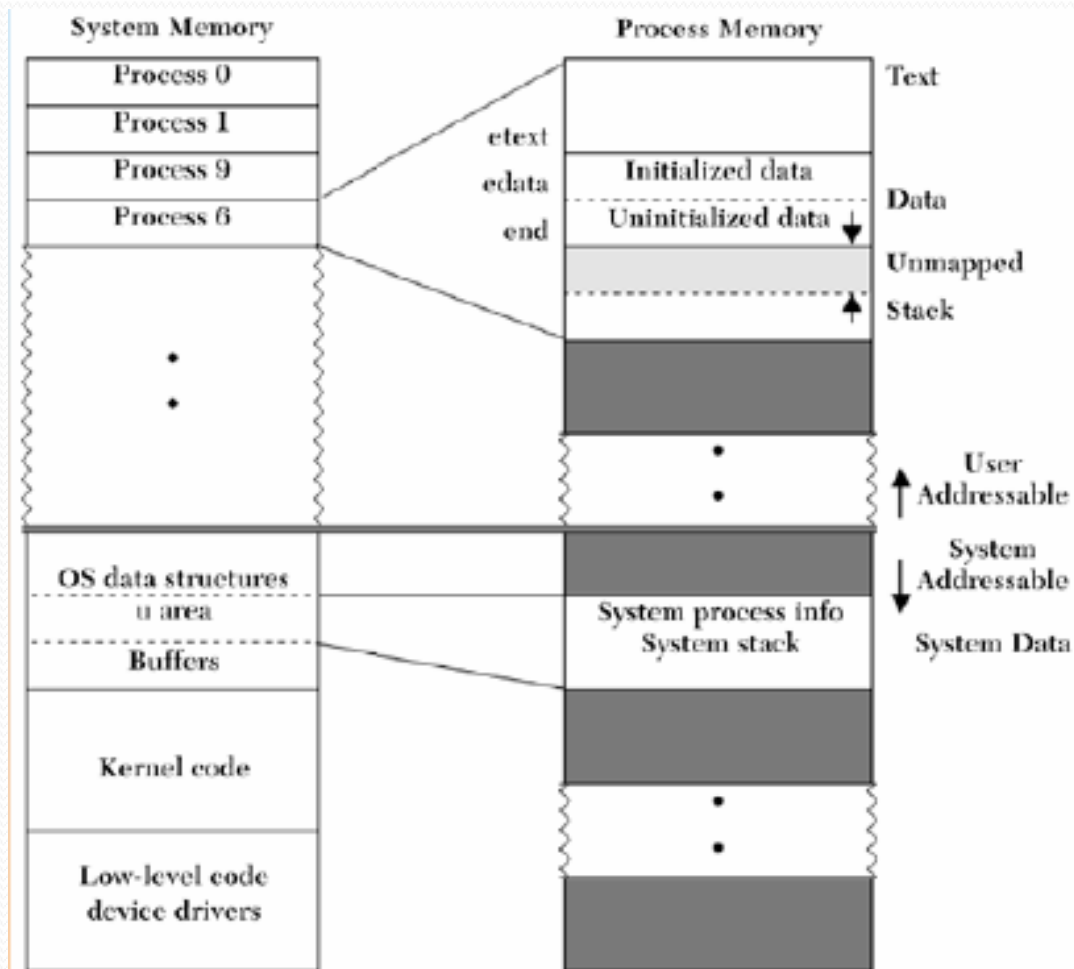 System Memory
Process Memory
Process 0
Process 1
Process 9
Process 6
OS data structures
u area
Buffers
Kernel code
Low-level code
device drivers
etext
edata
end
Initialized data
Uninitialized data
System process info
System stack
Text
Data
Unmapped
Stack
User
Addressable
System
Addressable
System Data